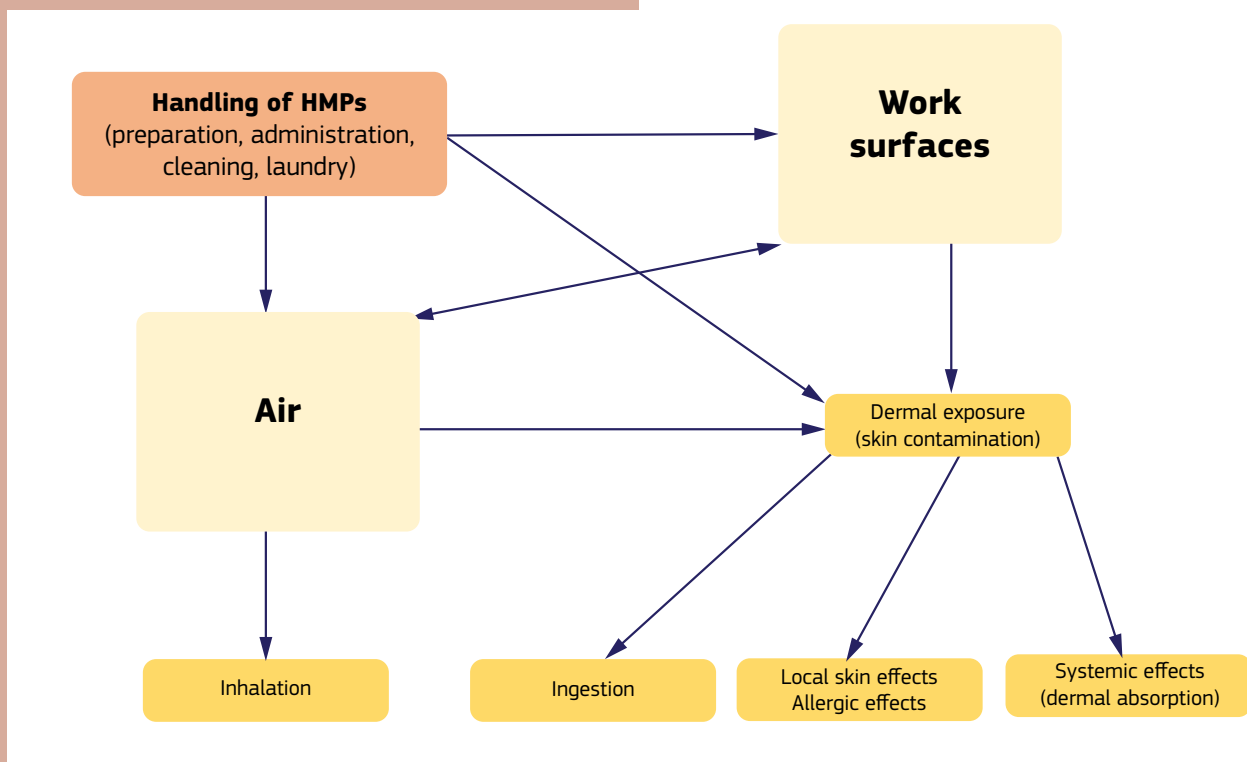 Handling of HMPs
(preparation, administration,
cleaning, laundry)
Work
surfaces
Air
Dermal exposure
(skin contamination)
Inhalation
Ingestion
Local skin effects
Allergic effects
Systemic effects
(dermal absorption)